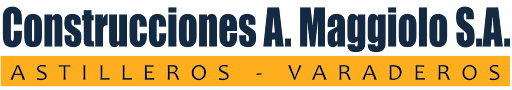 Construcciones A. Maggiolo S.A.
ASTILLEROS - VARADEROS